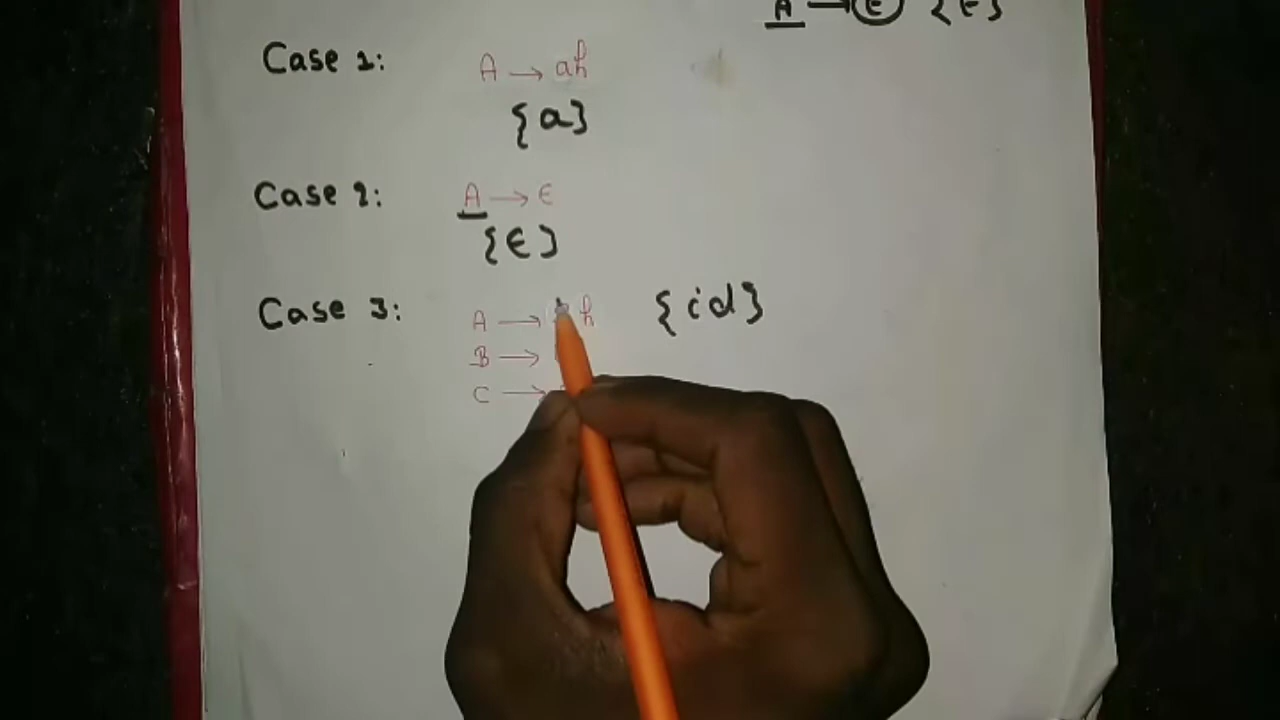 A → ε {ε}
Case 1: A → ah
{a}
Case 2: A → ε
{ε}
Case 3: A → h {id}
B →
C →